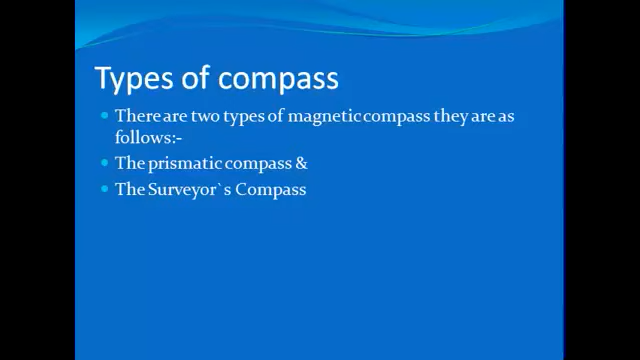 Types of compass
There are two types of magnetic compass they are as
follows:-
The prismatic compass &
The Surveyor`s Compass